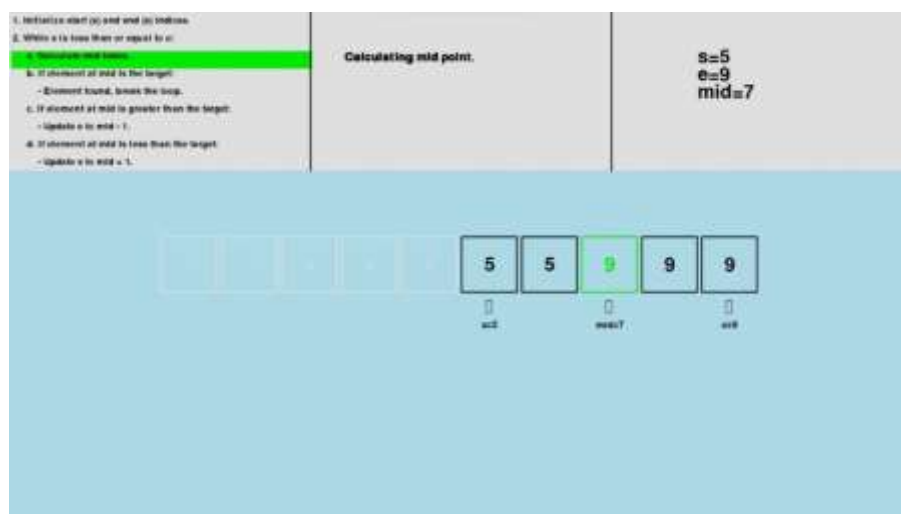 1. Initialize start (s) and end (e) indices.
2. While s is less than or equal to e:
a. Calculate mid index.
b. If element at mid is the target:
- Element found, break the loop.
c. If element at mid is greater than the target:
- Update e to mid - 1.
d. If element at mid is less than the target:
- Update s to mid + 1.
Calculating mid point.
s=5
e=9
mid=7
5 5 9 9 9
s=5 mid=7 e=9